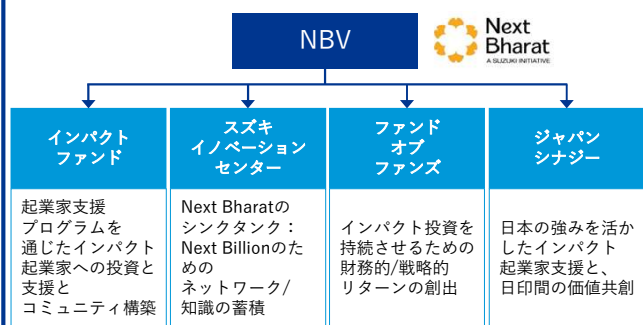 NBV
Next
Bharat
A SUZUKI INITIATIVE
インパクト
ファンド
起業家支援
プログラムを
通じたインパクト
起業家への投資と
支援と
コミュニティ構築
スズキ
イノベーション
センター
Next Bharatの
シンクタンク：
Next Billionのた
めの
ネットワーク/
知識の蓄積
ファンド
オブ
ファンズ
インパクト投資を
持続させるための
財務的/戦略的
リターンの創出
ジャパン
シナジー
日本の強みを活か
したインパクト
起業家支援と、
日印間の価値共創